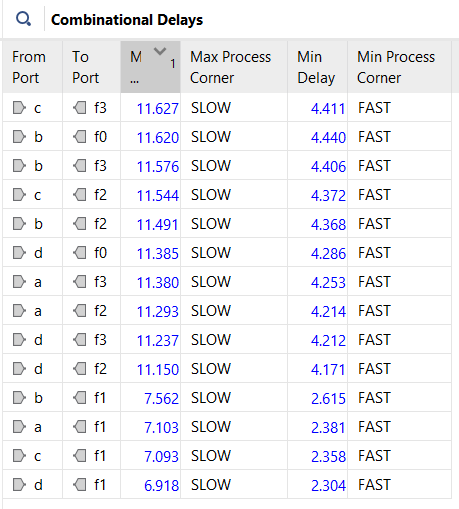 Combinational Delays
From Port To Port M ... 1 Max Process Corner Min Delay Min Process Corner
c f3 11.627 SLOW 4.411 FAST
b f0 11.620 SLOW 4.440 FAST
b f3 11.576 SLOW 4.406 FAST
c f2 11.544 SLOW 4.372 FAST
b f2 11.491 SLOW 4.368 FAST
d f0 11.385 SLOW 4.286 FAST
a f3 11.380 SLOW 4.253 FAST
a f2 11.293 SLOW 4.214 FAST
d f3 11.237 SLOW 4.212 FAST
d f2 11.150 SLOW 4.171 FAST
b f1 7.562 SLOW 2.615 FAST
a f1 7.103 SLOW 2.381 FAST
c f1 7.093 SLOW 2.358 FAST
d f1 6.918 SLOW 2.304 FAST